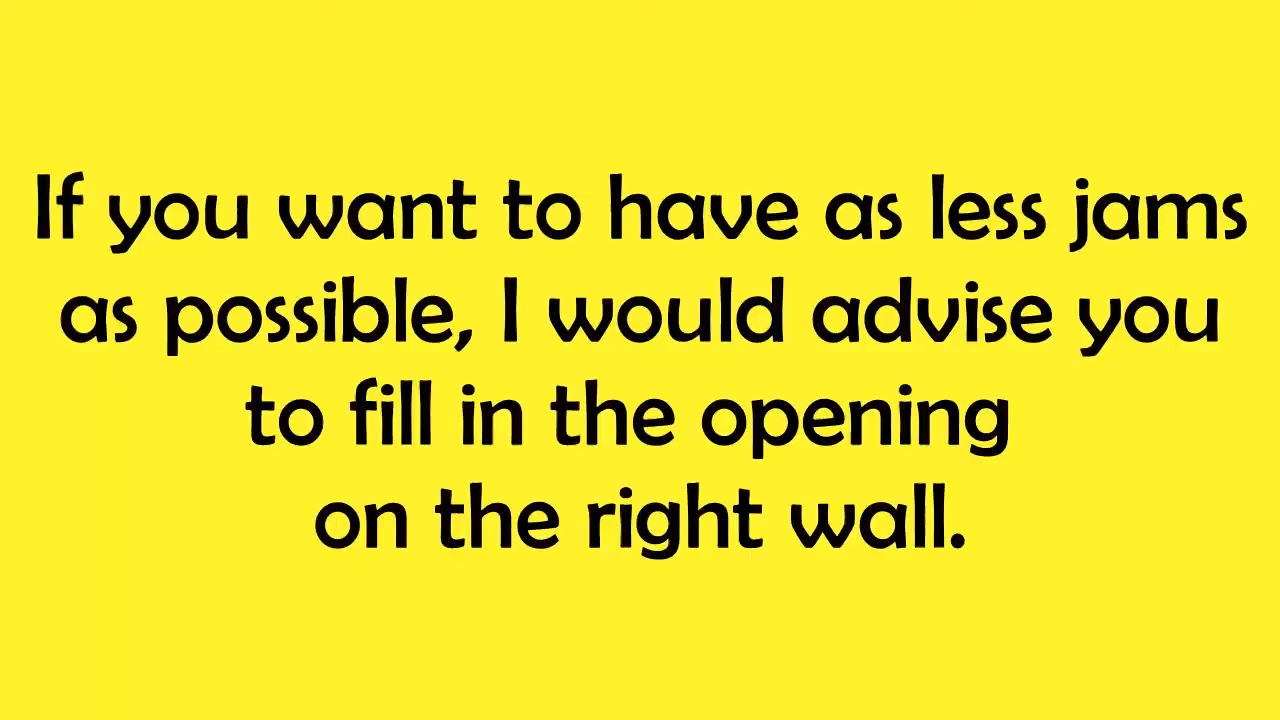 If you want to have as less jams
as possible, I would advise you
to fill in the opening
on the right wall.